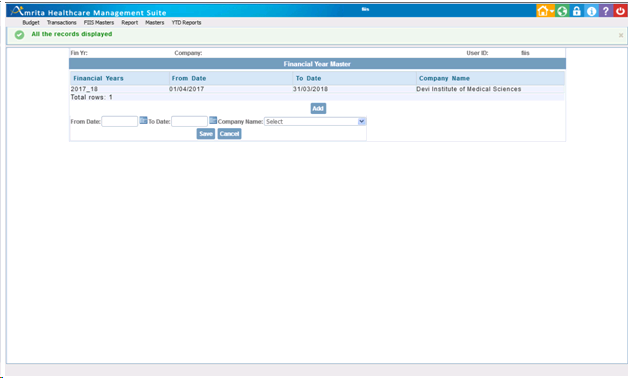 Amrita Healthcare Management Suite fiis
Budget Transactions FIIS Masters Report Masters YTD Reports
All the records displayed
Fin Yr: Company: User ID: fiis
Financial Year Master
Financial Years From Date To Date Company Name
2017_18 01/04/2017 31/03/2018 Devi Institute of Medical Sciences
Total rows: 1
Add
From Date: To Date: Company Name: Select
Save Cancel